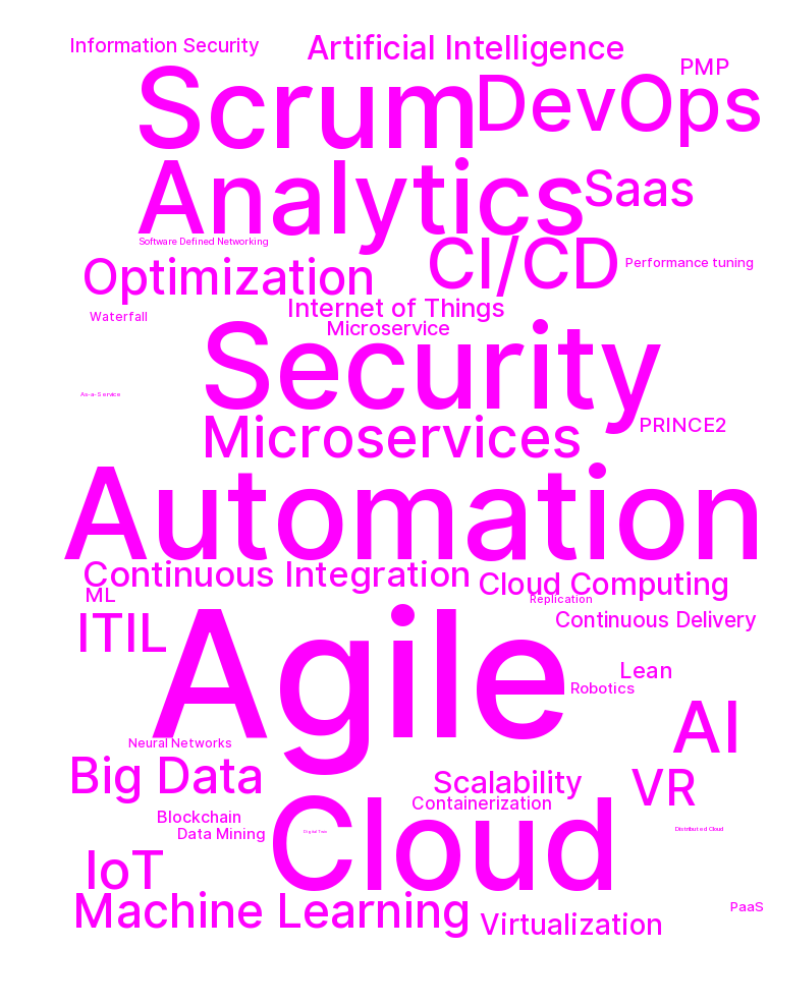 Information Security
Artificial Intelligence
PMP
Scrum
DevOps
Analytics
Saas
Software Defined Networking
CI/CD
Optimization
Performance tuning
Internet of Things
Waterfall
Microservice
Security
As-a-Service
Microservices
PRINCE2
Automation
Continuous Integration
Cloud Computing
ML
Replication
ITIL
Continuous Delivery
Agile
Lean
Robotics
AI
Neural Networks
Big Data
Scalability
VR
Containerization
Cloud
Blockchain
Data Mining
Digital Twin
Distributed Cloud
IoT
Machine Learning
PaaS
Virtualization